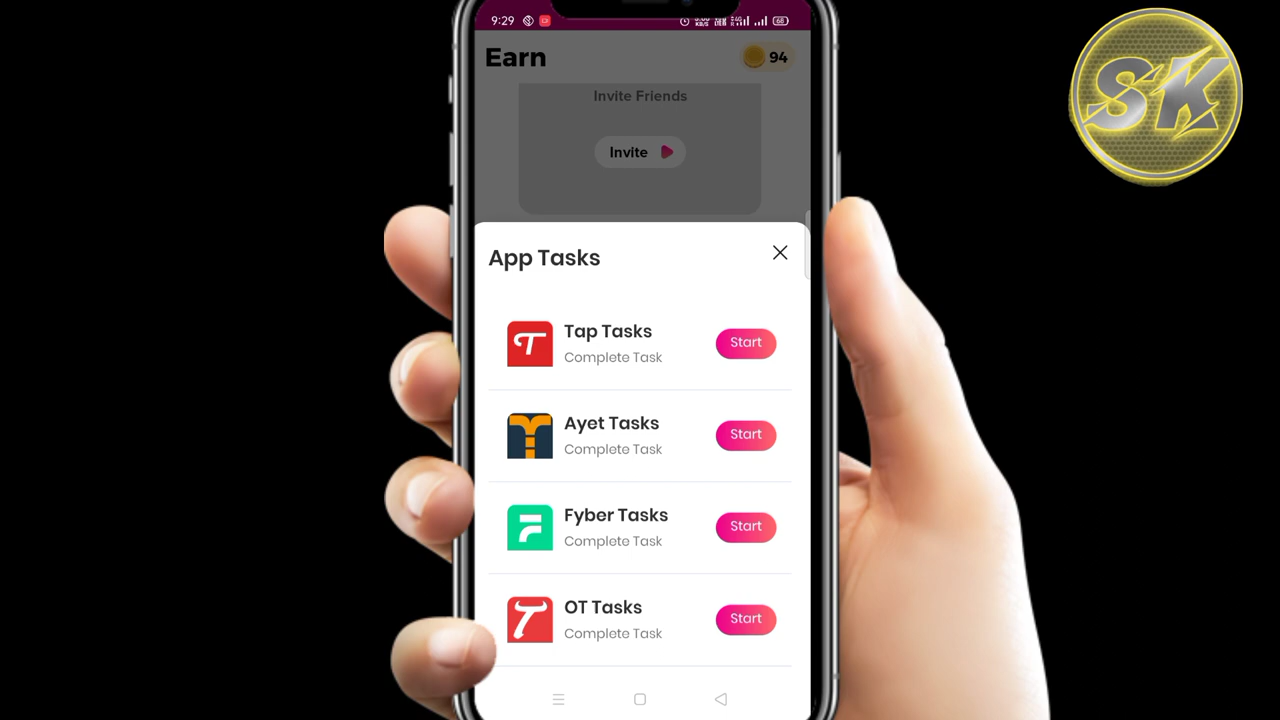 9:29
68
Earn
94
Invite Friends
Invite
App Tasks
Tap Tasks
Complete Task
Start
Ayet Tasks
Complete Task
Start
Fyber Tasks
Complete Task
Start
OT Tasks
Complete Task
Start
SK